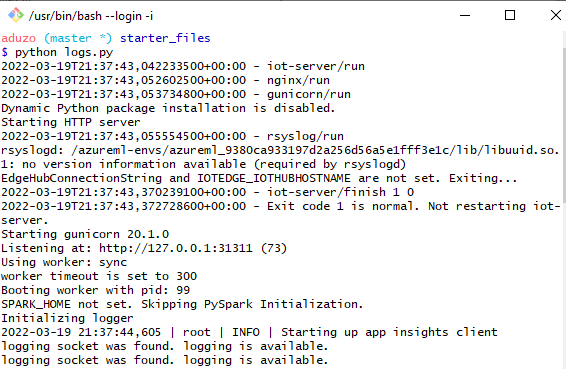 /usr/bin/bash --login -i
aduzo (master *) starter_files
$ python logs.py
2022-03-19T21:37:43,042233500+00:00 - iot-server/run
2022-03-19T21:37:43,052602500+00:00 - nginx/run
2022-03-19T21:37:43,053734800+00:00 - gunicorn/run
Dynamic Python package installation is disabled.
Starting HTTP server
2022-03-19T21:37:43,055554500+00:00 - rsyslog/run
rsyslogd: /azureml-envs/azureml_9380ca933197d2a256d56a5e1fff3e1c/lib/libuuid.so.
1: no version information available (required by rsyslogd)
EdgeHubConnectionString and IOTEDGE_IOTHUBHOSTNAME are not set. Exiting...
2022-03-19T21:37:43,370239100+00:00 - iot-server/finish 1 0
2022-03-19T21:37:43,372728600+00:00 - Exit code 1 is normal. Not restarting iot-
server.
Starting gunicorn 20.1.0
Listening at: http://127.0.0.1:31311 (73)
Using worker: sync
worker timeout is set to 300
Booting worker with pid: 99
SPARK_HOME not set. Skipping PySpark Initialization.
Initializing logger
2022-03-19 21:37:44,605 | root | INFO | Starting up app insights client
logging socket was found. logging is available.
logging socket was found. logging is available.